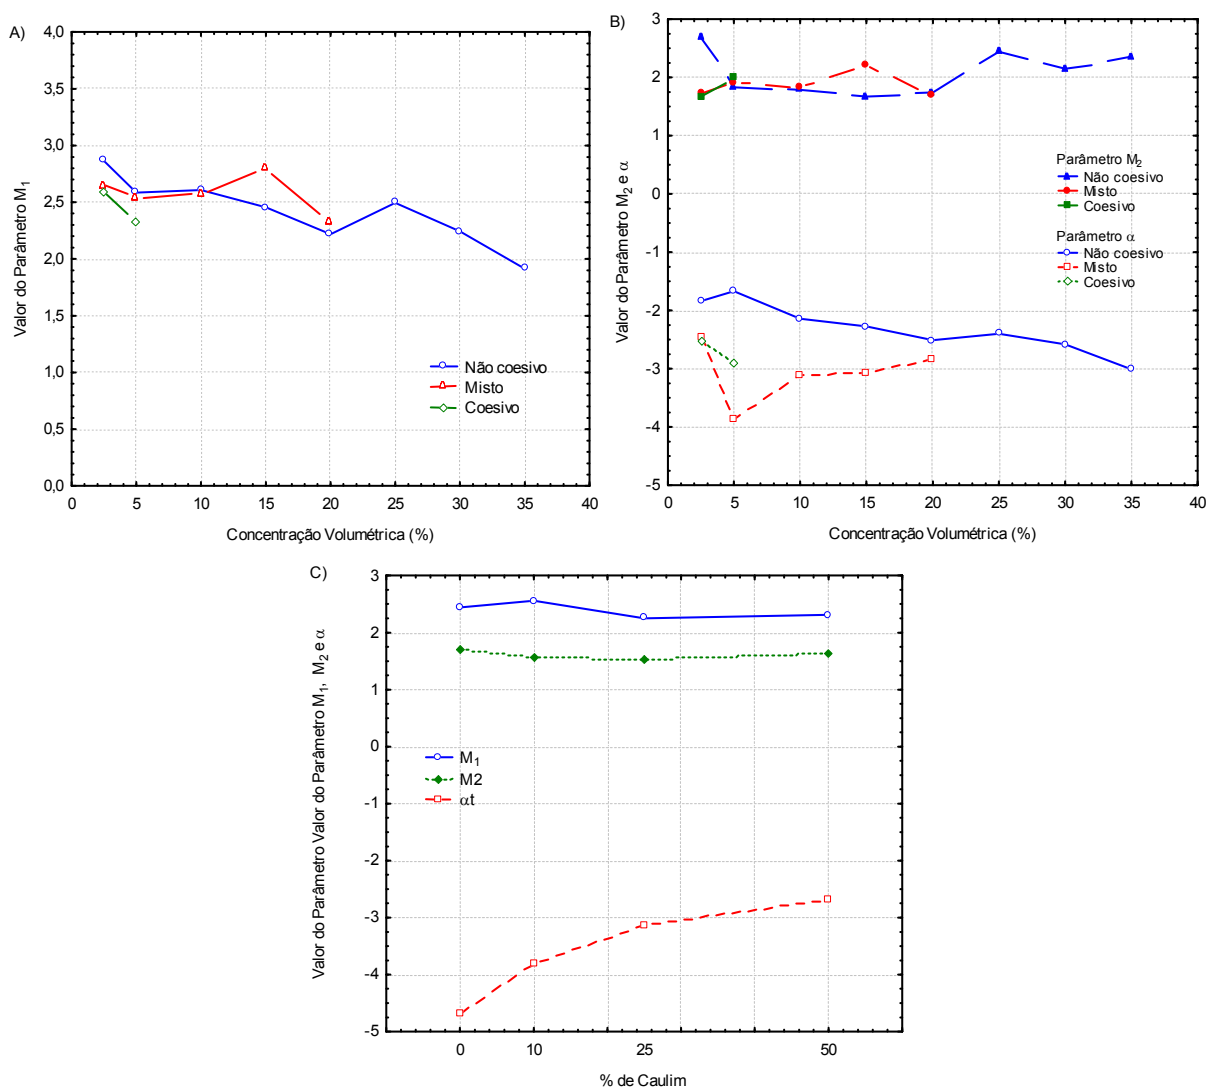 A)
4,0
3,5
3,0
2,5
2,0
1,5
1,0
0,5
0,0
Valor do Parâmetro M1
Não coesivo
Misto
Coesivo
0 5 10 15 20 25 30 35 40
Concentração Volumétrica (%)
B)
3
2
1
0
-1
-2
-3
-4
-5
Valor do Parâmetro M2 e α
Parâmetro M2
Não coesivo
Misto
Coesivo
Parâmetro α
Não coesivo
Misto
Coesivo
0 5 10 15 20 25 30 35 40
Concentração Volumétrica (%)
C)
3
2
1
0
-1
-2
-3
-4
-5
Valor do Parâmetro Valor do Parâmetro M1, M2 e α
M1
M2
αt
0 10 25 50
% de Caulim